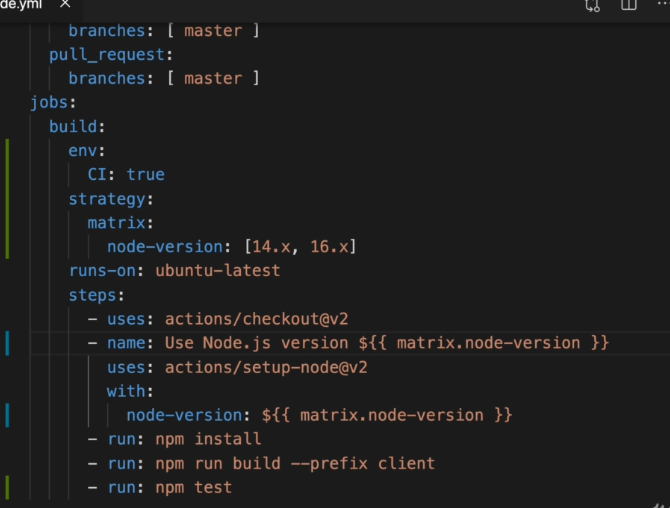 de.yml
branches: [ master ]
pull_request:
branches: [ master ]
jobs:
build:
env:
CI: true
strategy:
matrix:
node-version: [14.x, 16.x]
runs-on: ubuntu-latest
steps:
- uses: actions/checkout@v2
- name: Use Node.js version ${{ matrix.node-version }}
uses: actions/setup-node@v2
with:
node-version: ${{ matrix.node-version }}
- run: npm install
- run: npm run build --prefix client
- run: npm test